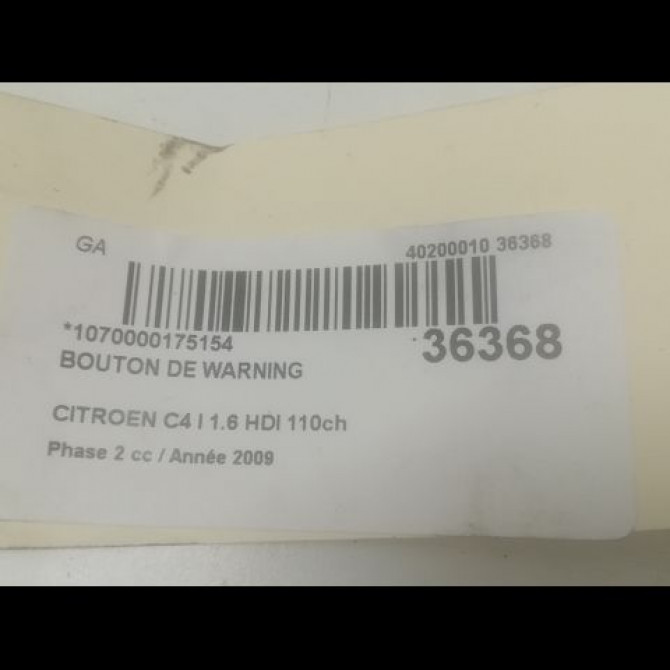 GA
40200010 36368
*1070000175154
36368
BOUTON DE WARNING
CITROEN C4 I 1.6 HDI 110ch
Phase 2 cc / Année 2009